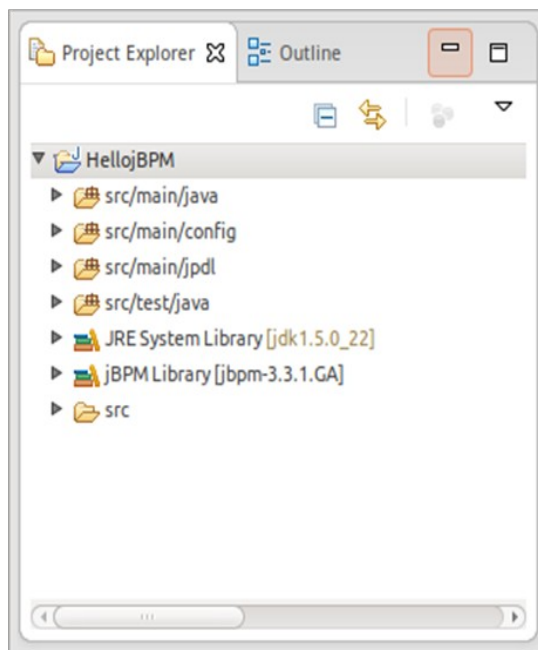 Project Explorer Outline
HellojBPM
src/main/java
src/main/config
src/main/jpdl
src/test/java
JRE System Library [jdk1.5.0_22]
jBPM Library [jbpm-3.3.1.GA]
src